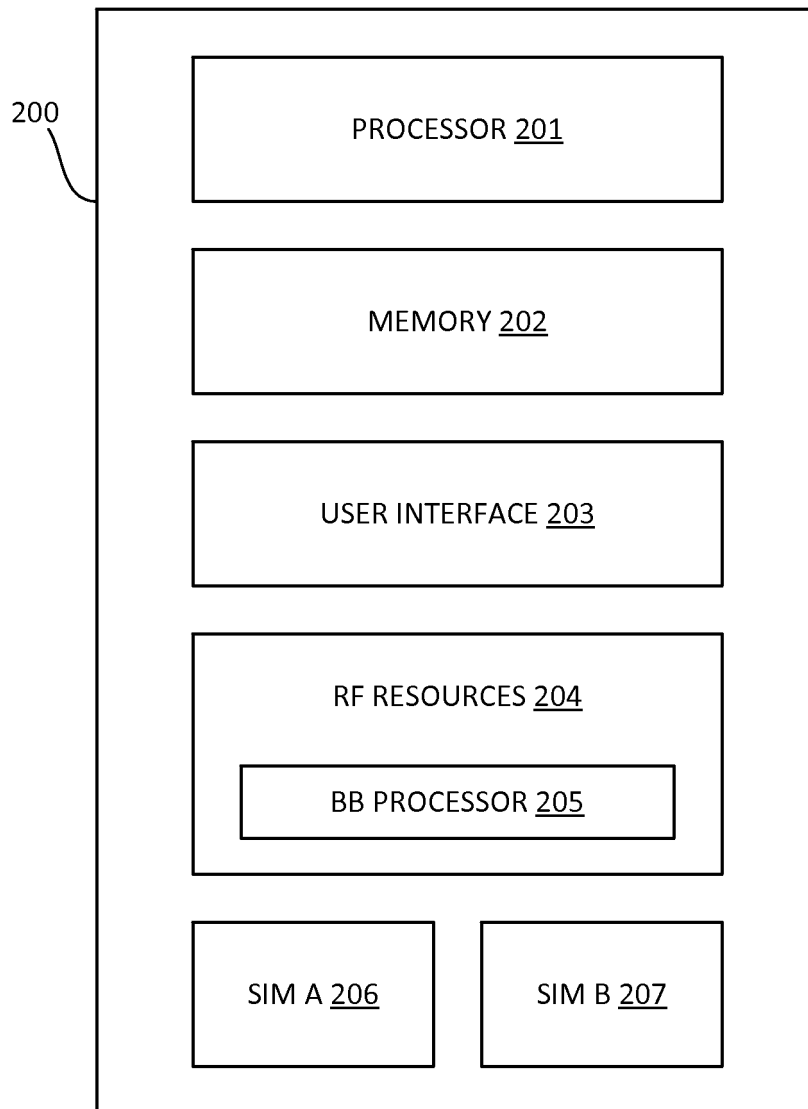 200
PROCESSOR 201
MEMORY 202
USER INTERFACE 203
RF RESOURCES 204
BB PROCESSOR 205
SIM A 206
SIM B 207